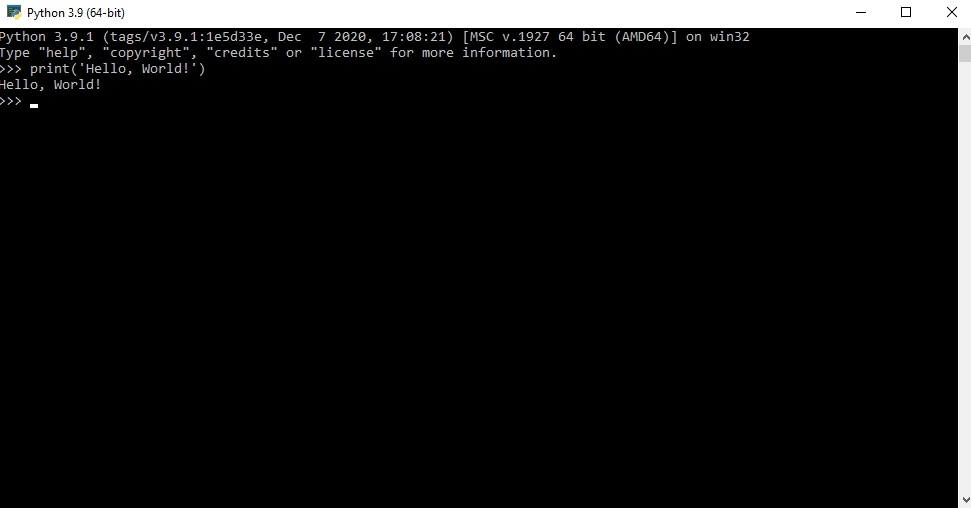 Python 3.9 (64-bit)
Python 3.9.1 (tags/v3.9.1:1e5d33e, Dec  7 2020, 17:08:21) [MSC v.1927 64 bit (AMD64)] on win32
Type "help", "copyright", "credits" or "license" for more information.
>>> print('Hello, World!')
Hello, World!
>>>